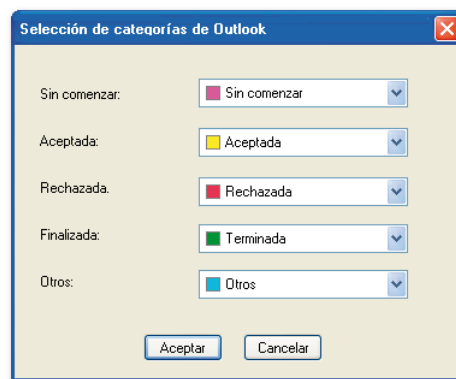 Selección de categorías de Outlook
Sin comenzar: Sin comenzar
Aceptada: Aceptada
Rechazada. Rechazada
Finalizada: Terminada
Otros: Otros
Aceptar Cancelar